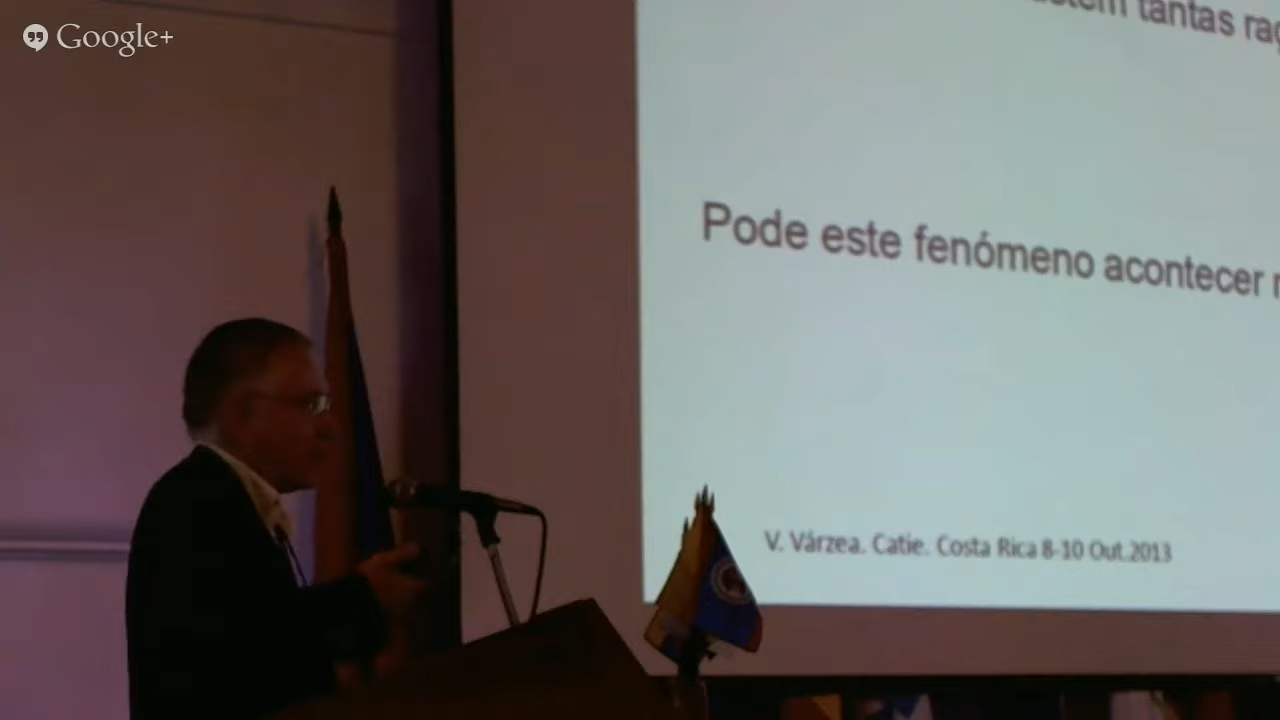 Google+
tantas
Pode este fenómeno acontecer
V. Várzea. Catie. Costa Rica 8-10 Out.2013